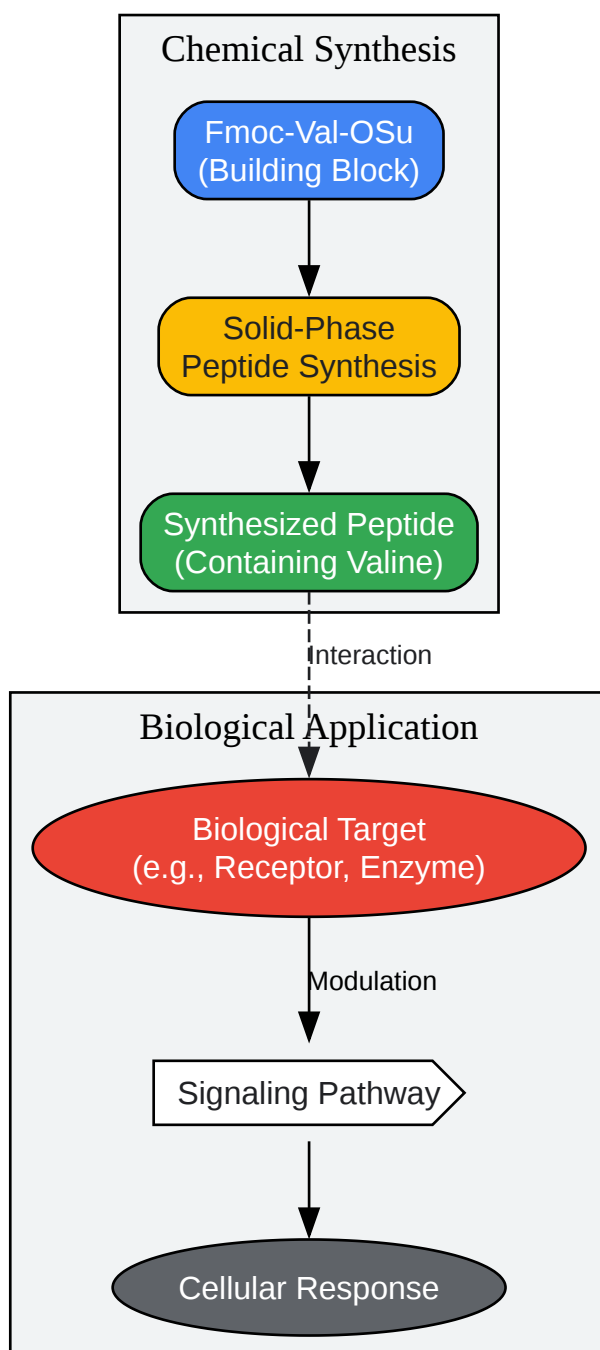 Chemical Synthesis
Fmoc-Val-OSu
(Building Block)
Solid-Phase
Peptide Synthesis
Synthesized Peptide
(Containing Valine)
Interaction
Biological Application
Biological Target
(e.g., Receptor, Enzyme)
Modulation
Signaling Pathway
Cellular Response